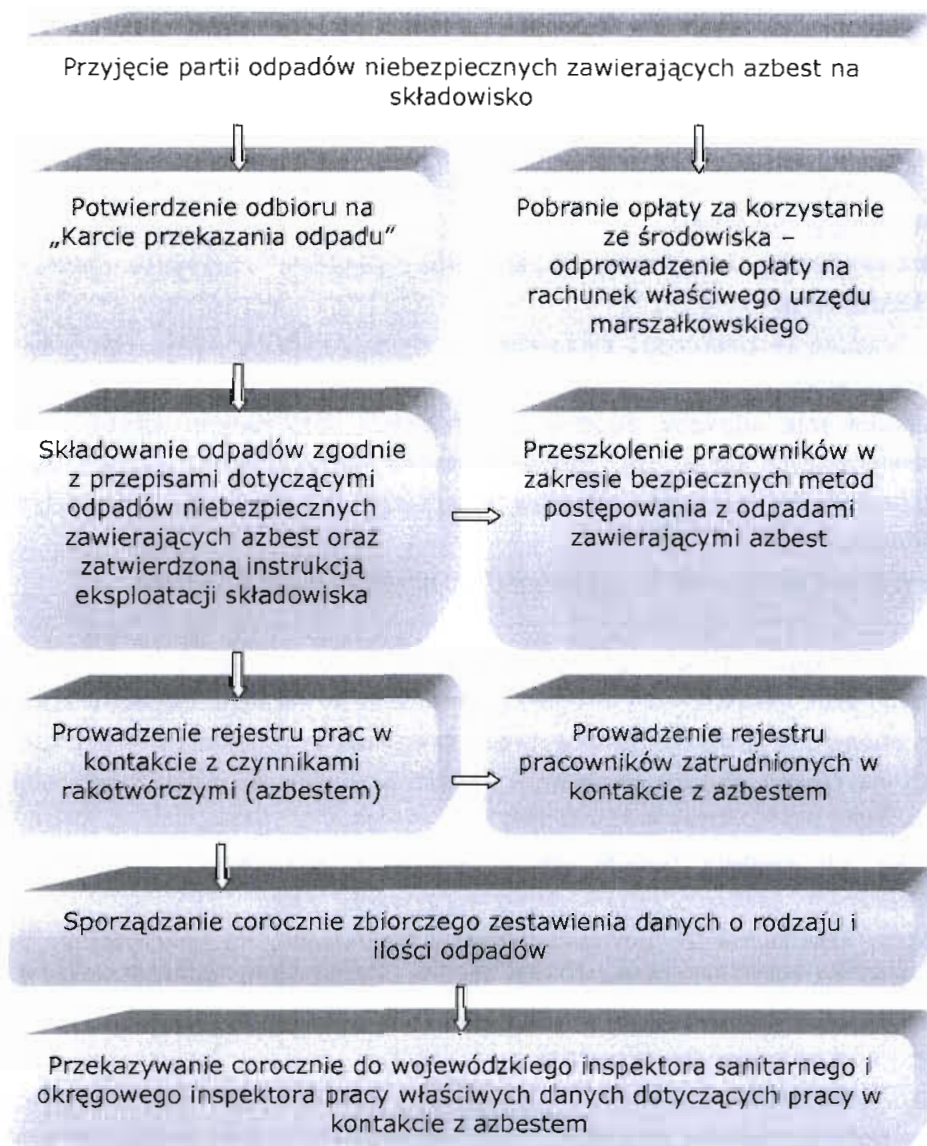 Przyjęcie partii odpadów niebezpiecznych zawierających azbest na
składowisko
Potwierdzenie odbioru na
„Karcie przekazania odpadu”
Pobranie opłaty za korzystanie
ze środowiska –
odprowadzenie opłaty na
rachunek właściwego urzędu
marszałkowskiego
Składowanie odpadów zgodnie
z przepisami dotyczącymi
odpadów niebezpiecznych
zawierających azbest oraz
zatwierdzoną instrukcją
eksploatacji składowiska
Przeszkolenie pracowników w
zakresie bezpiecznych metod
postępowania z odpadami
zawierającymi azbest
Prowadzenie rejestru prac w
kontakcie z czynnikami
rakotwórczymi (azbestem)
Prowadzenie rejestru
pracowników zatrudnionych w
kontakcie z azbestem
Sporządzanie corocznie zbiorczego zestawienia danych o rodzaju i
ilości odpadów
Przekazywanie corocznie do wojewódzkiego inspektora sanitarnego i
okręgowego inspektora pracy właściwych danych dotyczących pracy w
kontakcie z azbestem